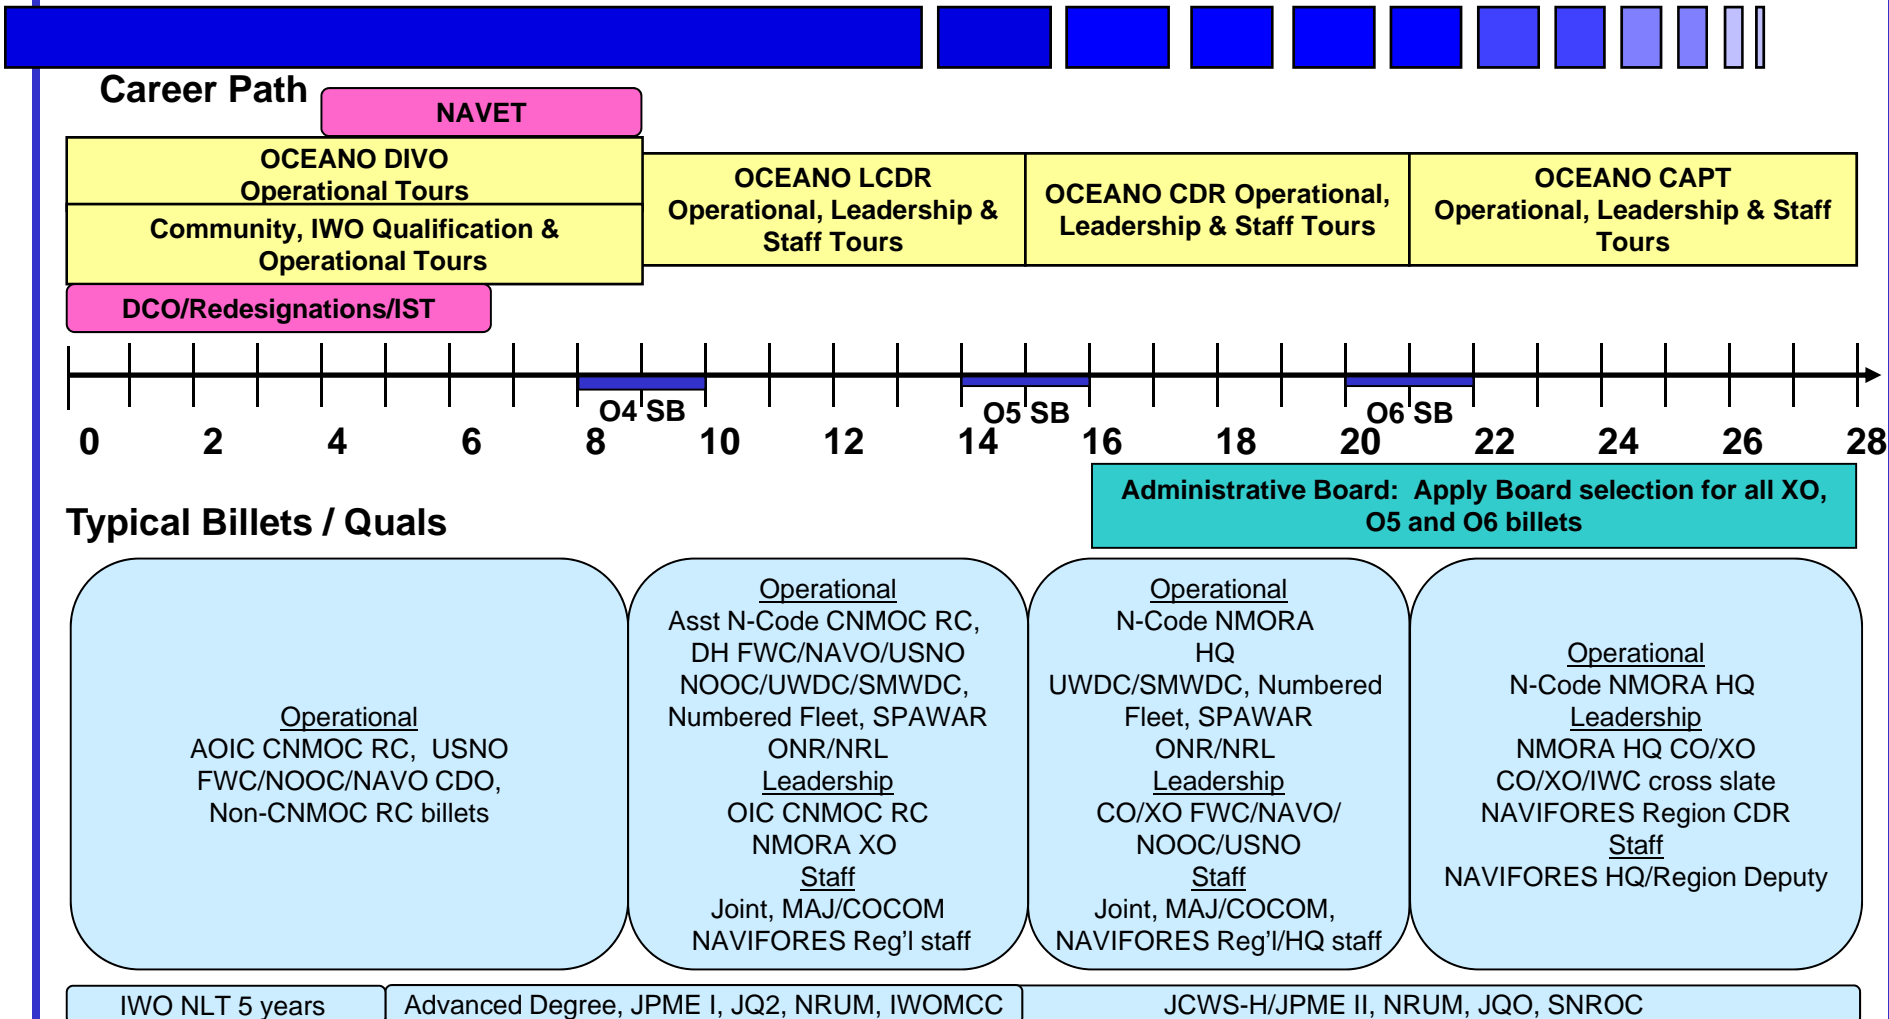 Career Path
NAVET
OCEANO DIVO
Operational Tours
Community, IWO Qualification &
Operational Tours
OCEANO LCDR
Operational, Leadership &
Staff Tours
OCEANO CDR Operational,
Leadership & Staff Tours
OCEANO CAPT
Operational, Leadership & Staff
Tours
DCO/Redesignations/IST
O4 SB
O5 SB
O6 SB
0 2 4 6 8 10 12 14 16 18 20 22 24 26 28
Administrative Board:  Apply Board selection for all XO,
O5 and O6 billets
Typical Billets / Quals
Operational
AOIC CNMOC RC,  USNO
FWC/NOOC/NAVO CDO,
Non-CNMOC RC billets
Operational
Asst N-Code CNMOC RC,
DH FWC/NAVO/USNO
NOOC/UWDC/SMWDC,
Numbered Fleet, SPAWAR
ONR/NRL
Leadership
OIC CNMOC RC
NMORA XO
Staff
Joint, MAJ/COCOM
NAVIFORES Reg'l staff
Operational
N-Code NMORA
HQ
UWDC/SMWDC, Numbered
Fleet, SPAWAR
ONR/NRL
Leadership
CO/XO FWC/NAVO/
NOOC/USNO
Staff
Joint, MAJ/COCOM,
NAVIFORES Reg'l/HQ staff
Operational
N-Code NMORA HQ
Leadership
NMORA HQ CO/XO
CO/XO/IWC cross slate
NAVIFORES Region CDR
Staff
NAVIFORES HQ/Region Deputy
IWO NLT 5 years
Advanced Degree, JPME I, JQ2, NRUM, IWOMCC
JCWS-H/JPME II, NRUM, JQO, SNROC